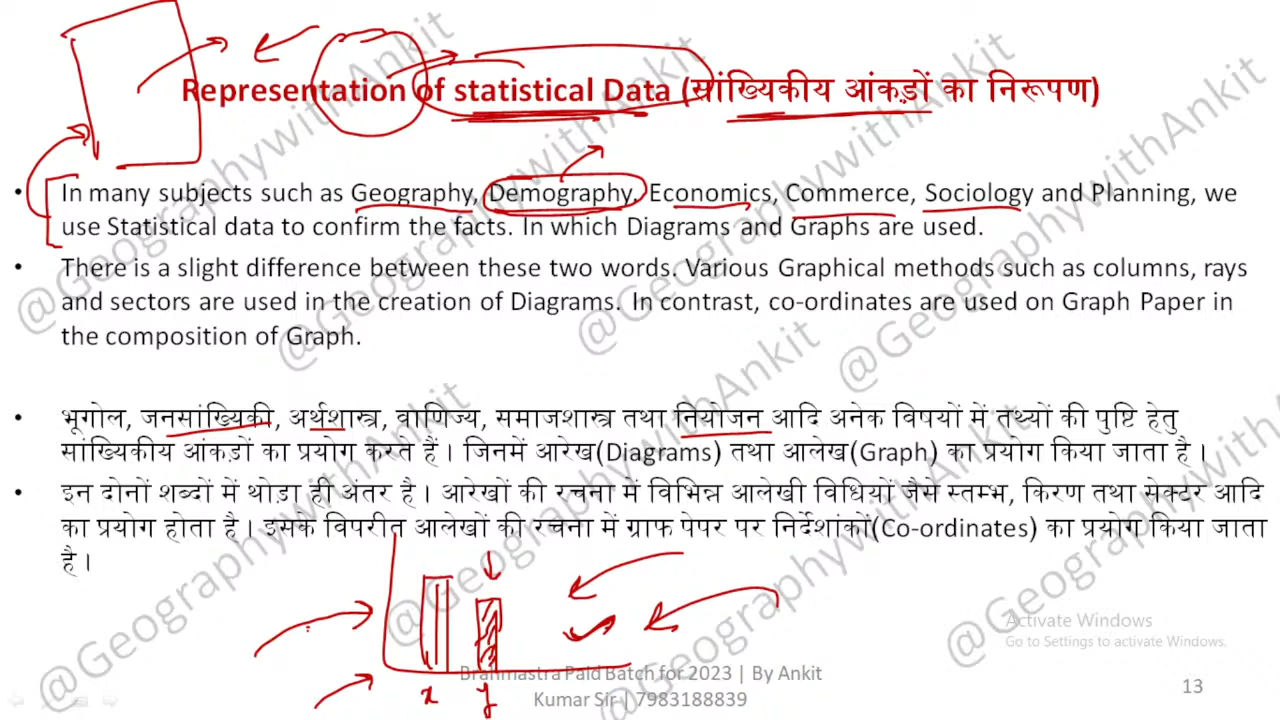 Representation of statistical Data (सांख्यिकीय आंकड़ों का निरूपण)
• In many subjects such as Geography, Demography, Economics, Commerce, Sociology and Planning, we
use Statistical data to confirm the facts. In which Diagrams and Graphs are used.
• There is a slight difference between these two words. Various Graphical methods such as columns, rays
and sectors are used in the creation of Diagrams. In contrast, co-ordinates are used on Graph Paper in
the composition of Graph.
• भूगोल, जनसांख्यिकी, अर्थशास्त्र, वाणिज्य, समाजशास्त्र तथा नियोजन आदि अनेक विषयों में तथ्यों की पुष्टि हेतु
सांख्यिकीय आंकड़ों का प्रयोग करते हैं। जिनमें आरेख(Diagrams) तथा आलेख(Graph) का प्रयोग किया जाता है।
• इन दोनों शब्दों में थोड़ा ही अंतर है। आरेखों की रचना में विभिन्न आलेखी विधियों जैसे स्तम्भ, किरण तथा सेक्टर आदि
का प्रयोग होता है। इसके विपरीत आलेखों की रचना में ग्राफ पेपर पर निर्देशांकों(Co-ordinates) का प्रयोग किया जाता
है।
x y
Activate Windows
Go to Settings to activate Windows.
Brahmastra Paid Batch for 2023 | By Ankit
Kumar Sir | 7983188839
13
@GeographywithAnkit
@GeographywithAnkit
@GeographywithAnkit
@GeographywithAnkit
@GeographywithAnkit
@GeographywithAnkit
@GeographywithAnkit
@GeographywithAnkit